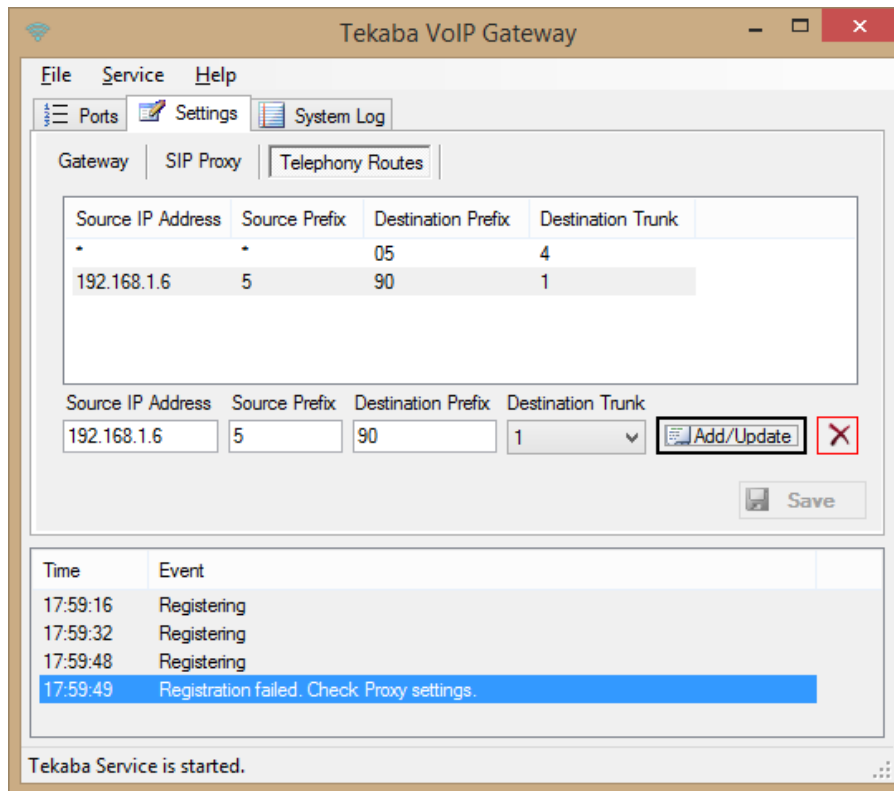 Tekaba VoIP Gateway
File Service Help
Ports Settings System Log
Gateway SIP Proxy Telephony Routes
Source IP Address Source Prefix Destination Prefix Destination Trunk
* * 05 4
192.168.1.6 5 90 1
Source IP Address Source Prefix Destination Prefix Destination Trunk
192.168.1.6 5 90 1 Add/Update
Save
Time Event
17:59:16 Registering
17:59:32 Registering
17:59:48 Registering
17:59:49 Registration failed. Check Proxy settings.
Tekaba Service is started.